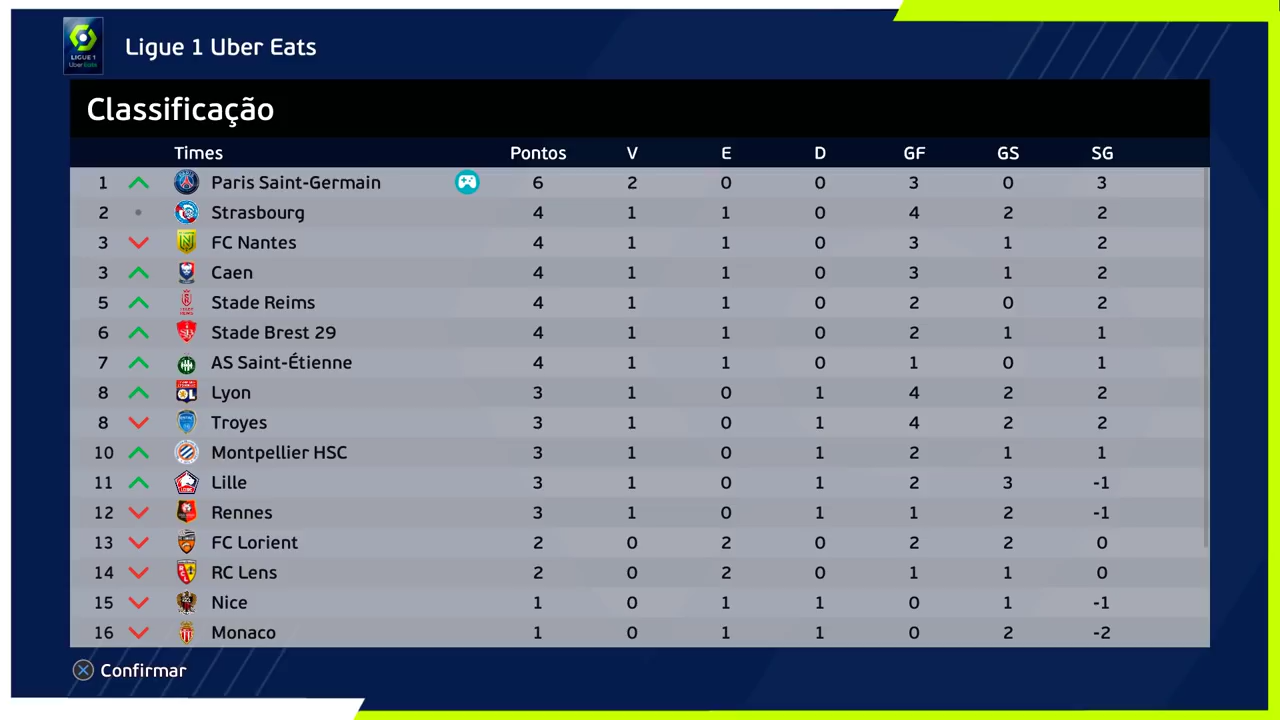 LIGUE 1
Uber Eats
Ligue 1 Uber Eats
Classificação
Times Pontos V E D GF GS SG
1 Paris Saint-Germain 6 2 0 0 3 0 3
2 Strasbourg 4 1 1 0 4 2 2
3 FC Nantes 4 1 1 0 3 1 2
3 Caen 4 1 1 0 3 1 2
5 Stade Reims 4 1 1 0 2 0 2
6 Stade Brest 29 4 1 1 0 2 1 1
7 AS Saint-Étienne 4 1 1 0 1 0 1
8 Lyon 3 1 0 1 4 2 2
8 Troyes 3 1 0 1 4 2 2
10 Montpellier HSC 3 1 0 1 2 1 1
11 Lille 3 1 0 1 2 3 -1
12 Rennes 3 1 0 1 1 2 -1
13 FC Lorient 2 0 2 0 2 2 0
14 RC Lens 2 0 2 0 1 1 0
15 Nice 1 0 1 1 0 1 -1
16 Monaco 1 0 1 1 0 2 -2
Confirmar